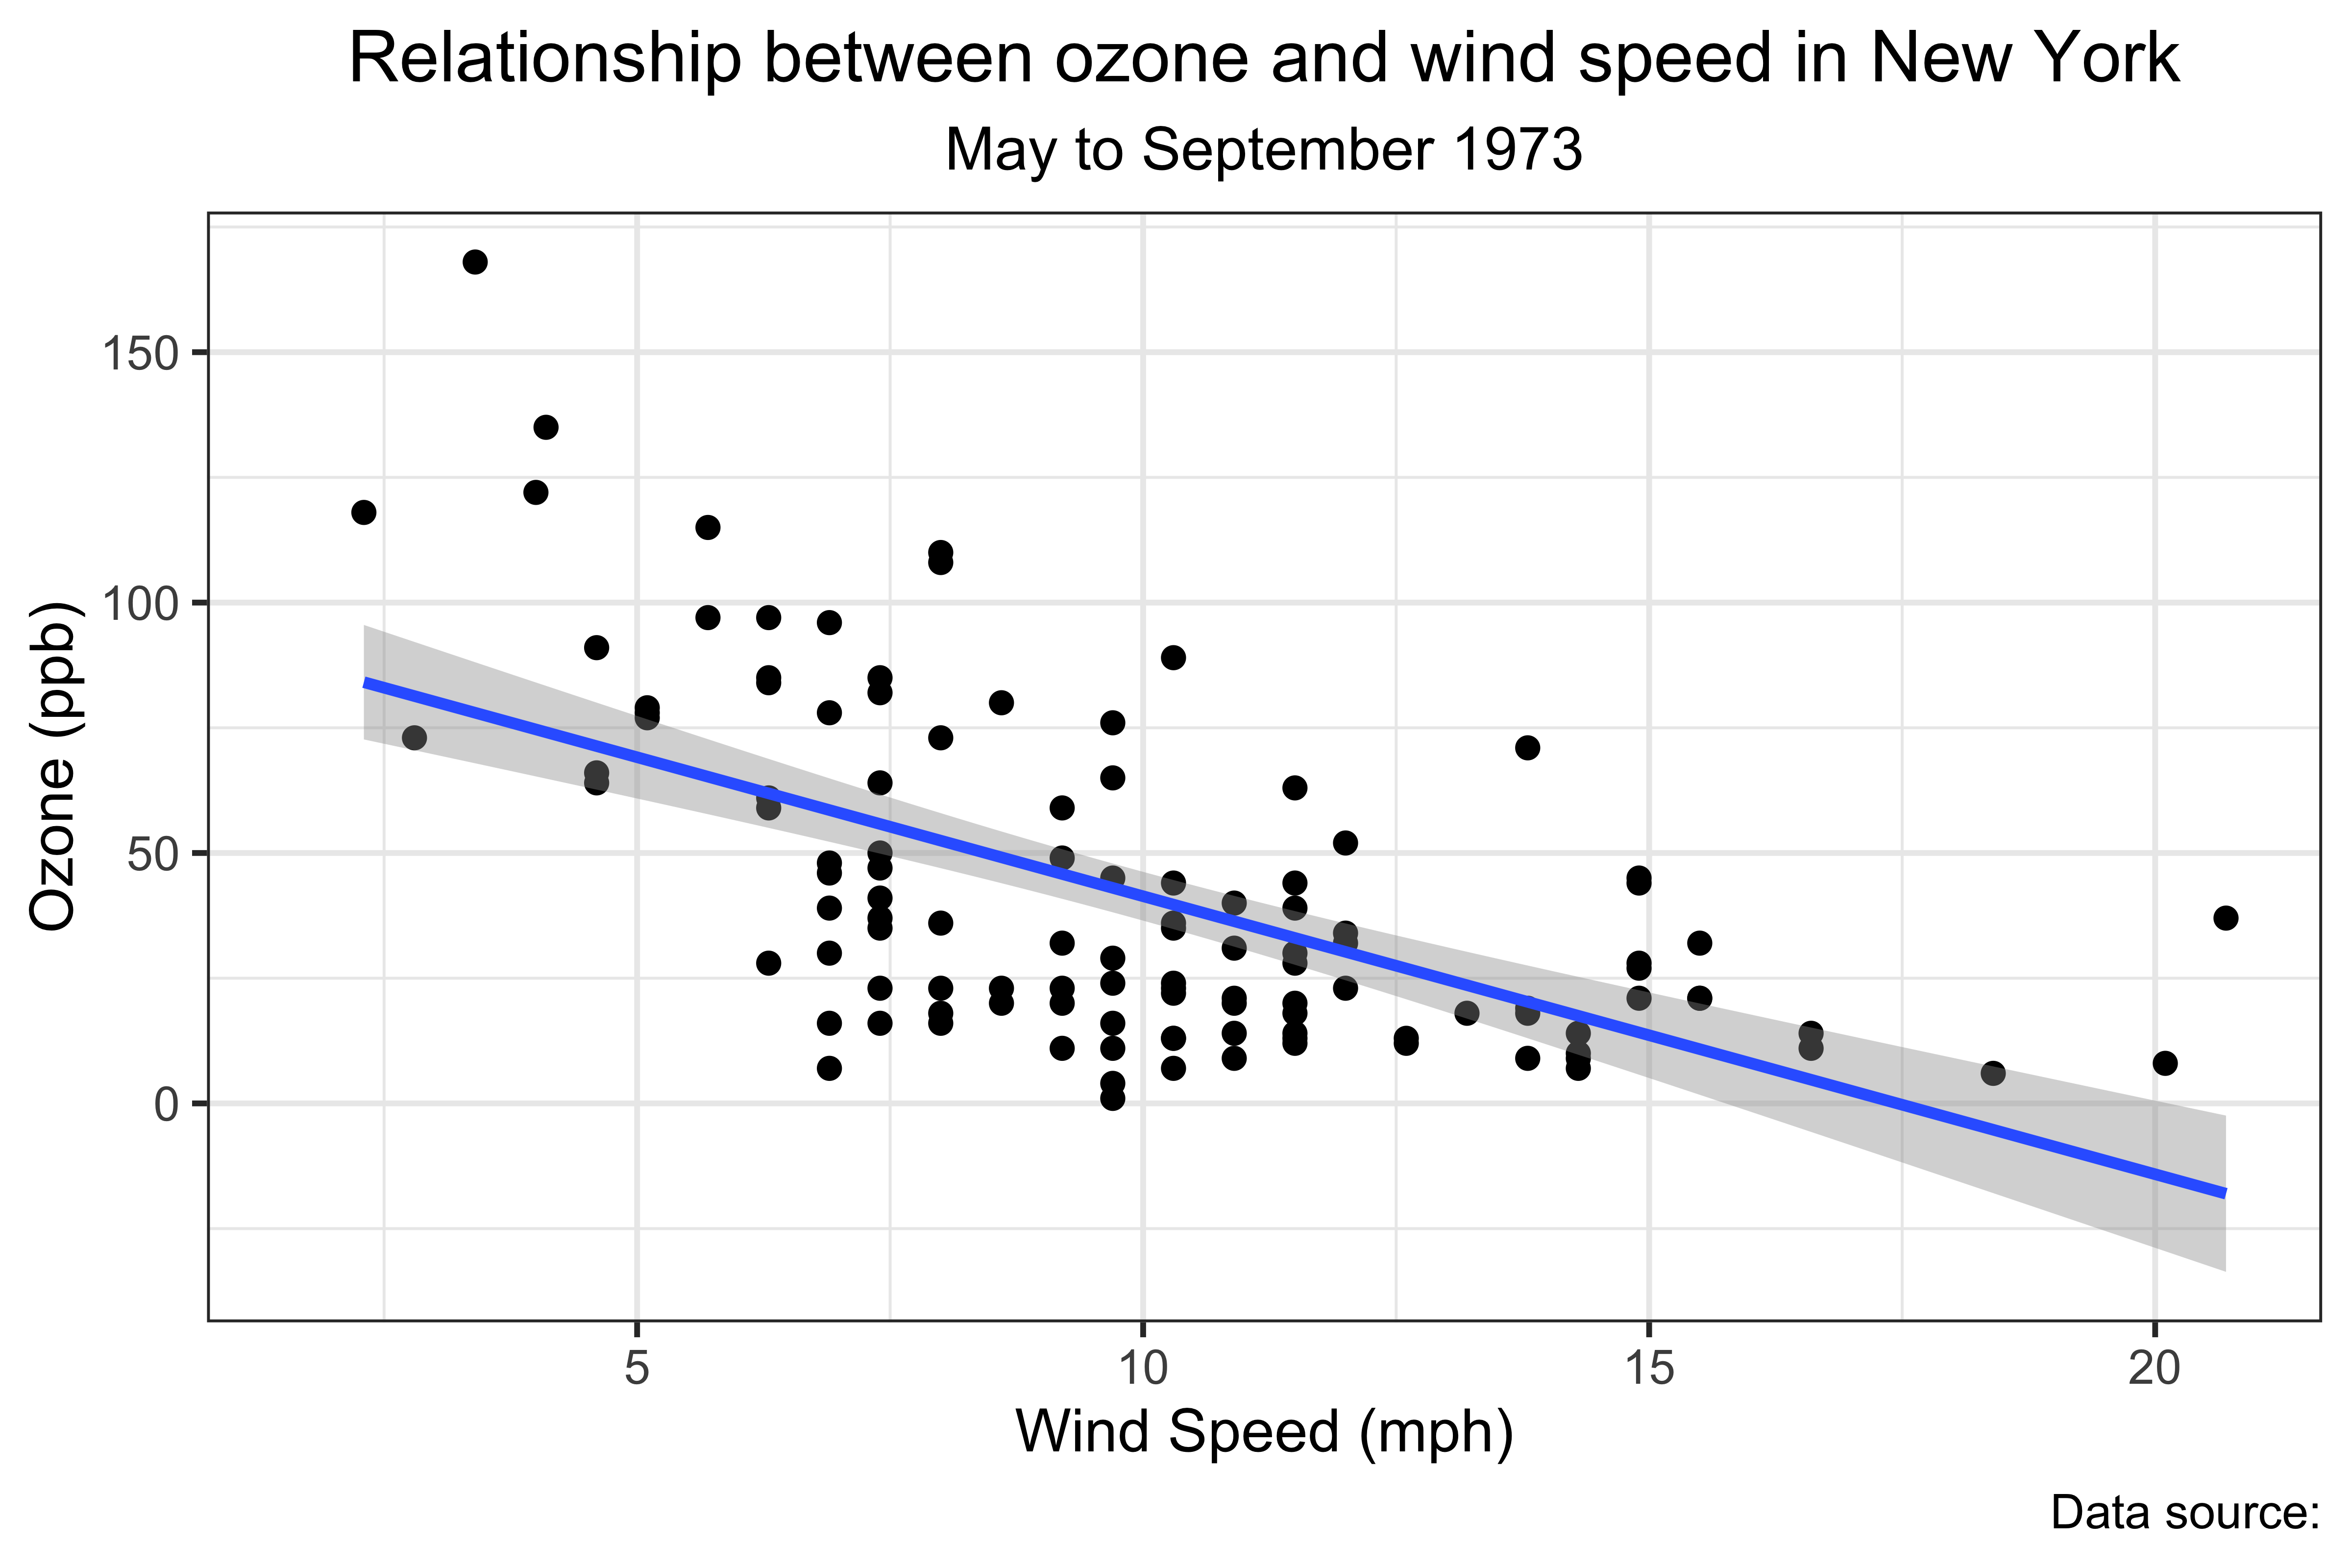 Relationship between ozone and wind speed in New York
May to September 1973
Ozone (ppb)
150
100
50
0
5 10 15 20
Wind Speed (mph)
Data source: